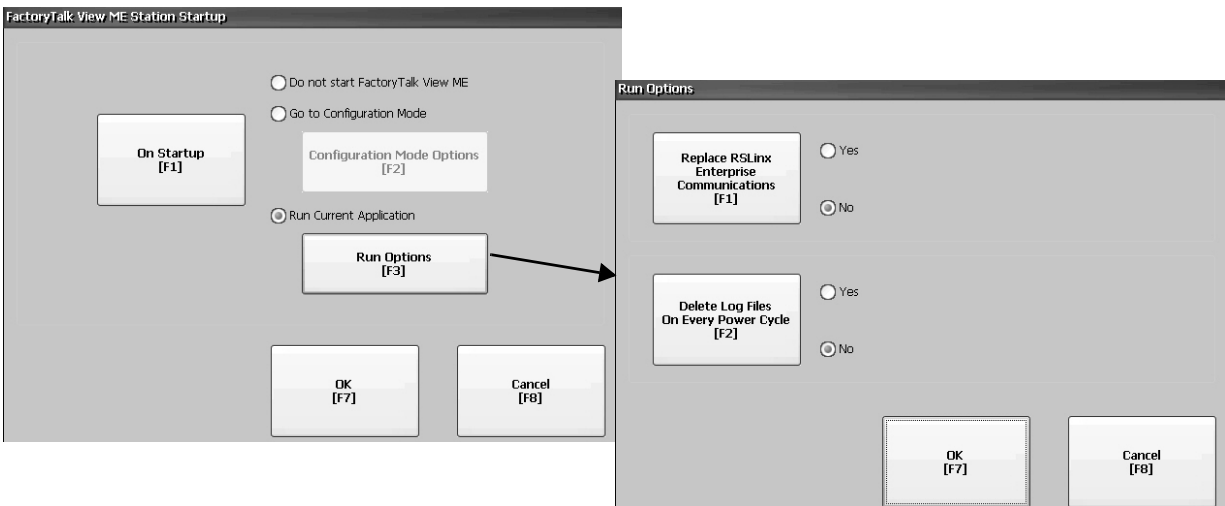 FactoryTalk View ME Station Startup
Do not start FactoryTalk View ME
Go to Configuration Mode
On Startup
[F1]
Configuration Mode Options
[F2]
Run Current Application
Run Options
[F3]
OK
[F7]
Cancel
[F8]
Run Options
Replace RSLinx
Enterprise
Communications
[F1]
Yes
No
Delete Log Files
On Every Power Cycle
[F2]
Yes
No
OK
[F7]
Cancel
[F8]